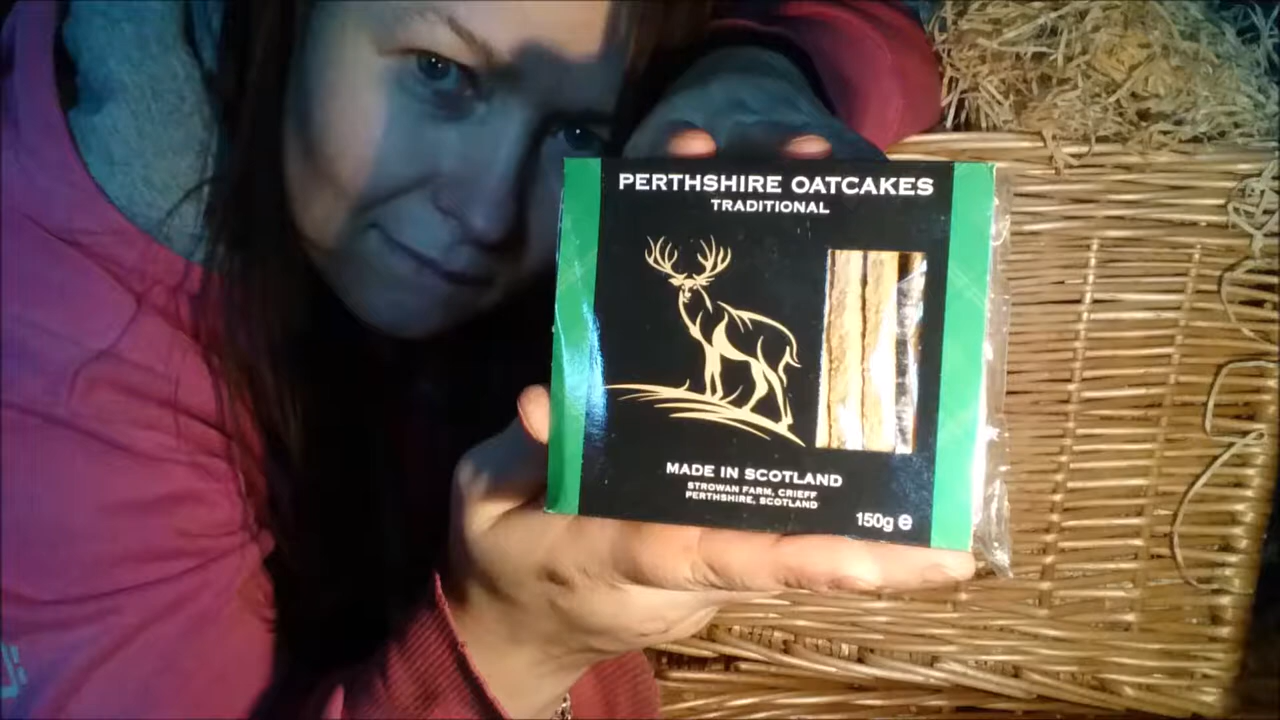 PERTHSHIRE OATCAKES
TRADITIONAL
MADE IN SCOTLAND
STROWAN FARM, CRIEFF
PERTHSHIRE, SCOTLAND
150g ℮